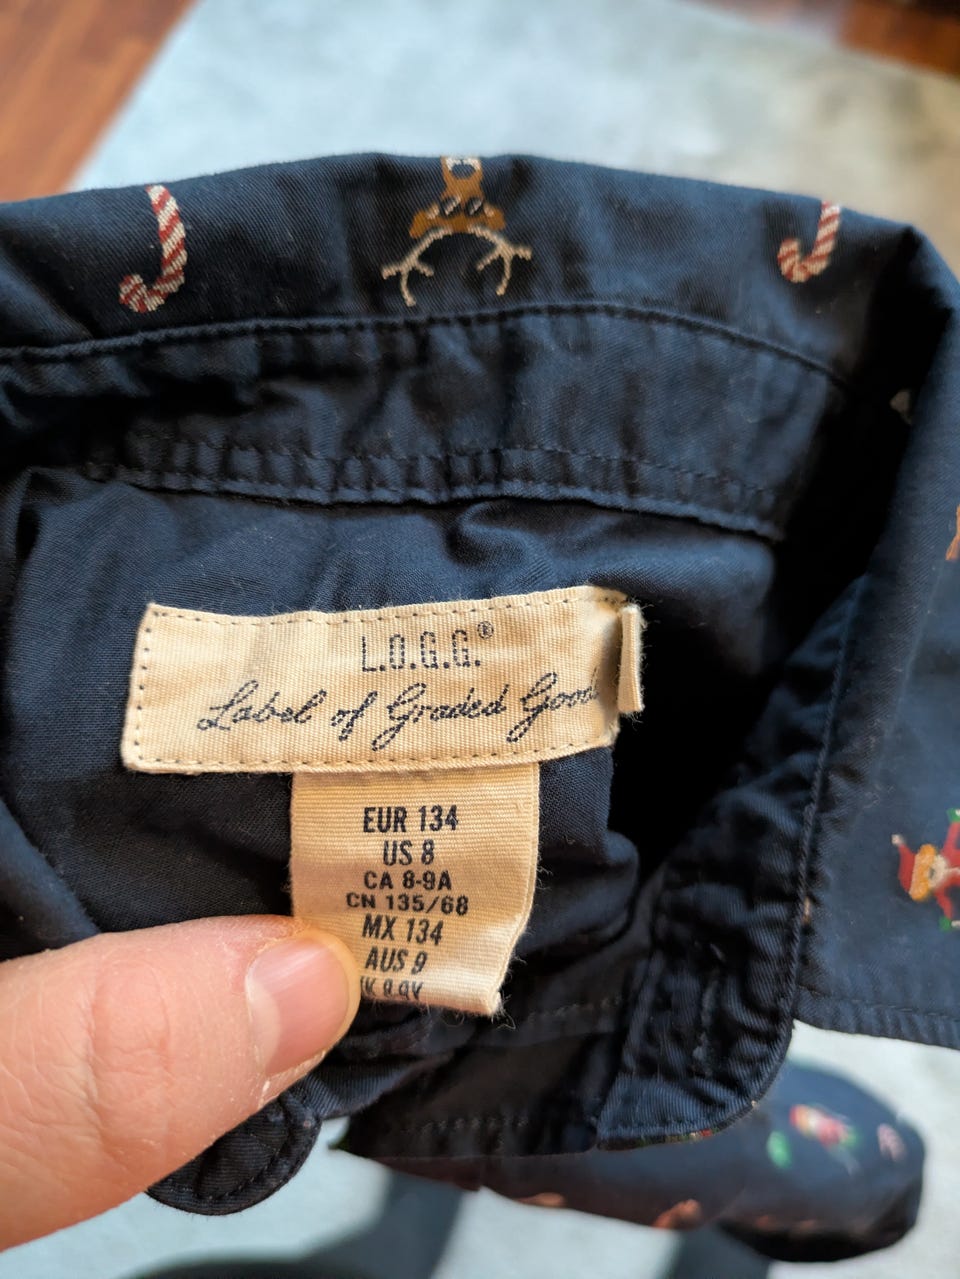 L.O.G.G.®
Label of Graded Goods
EUR 134
US 8
CA 8-9A
CN 135/68
MX 134
AUS 9